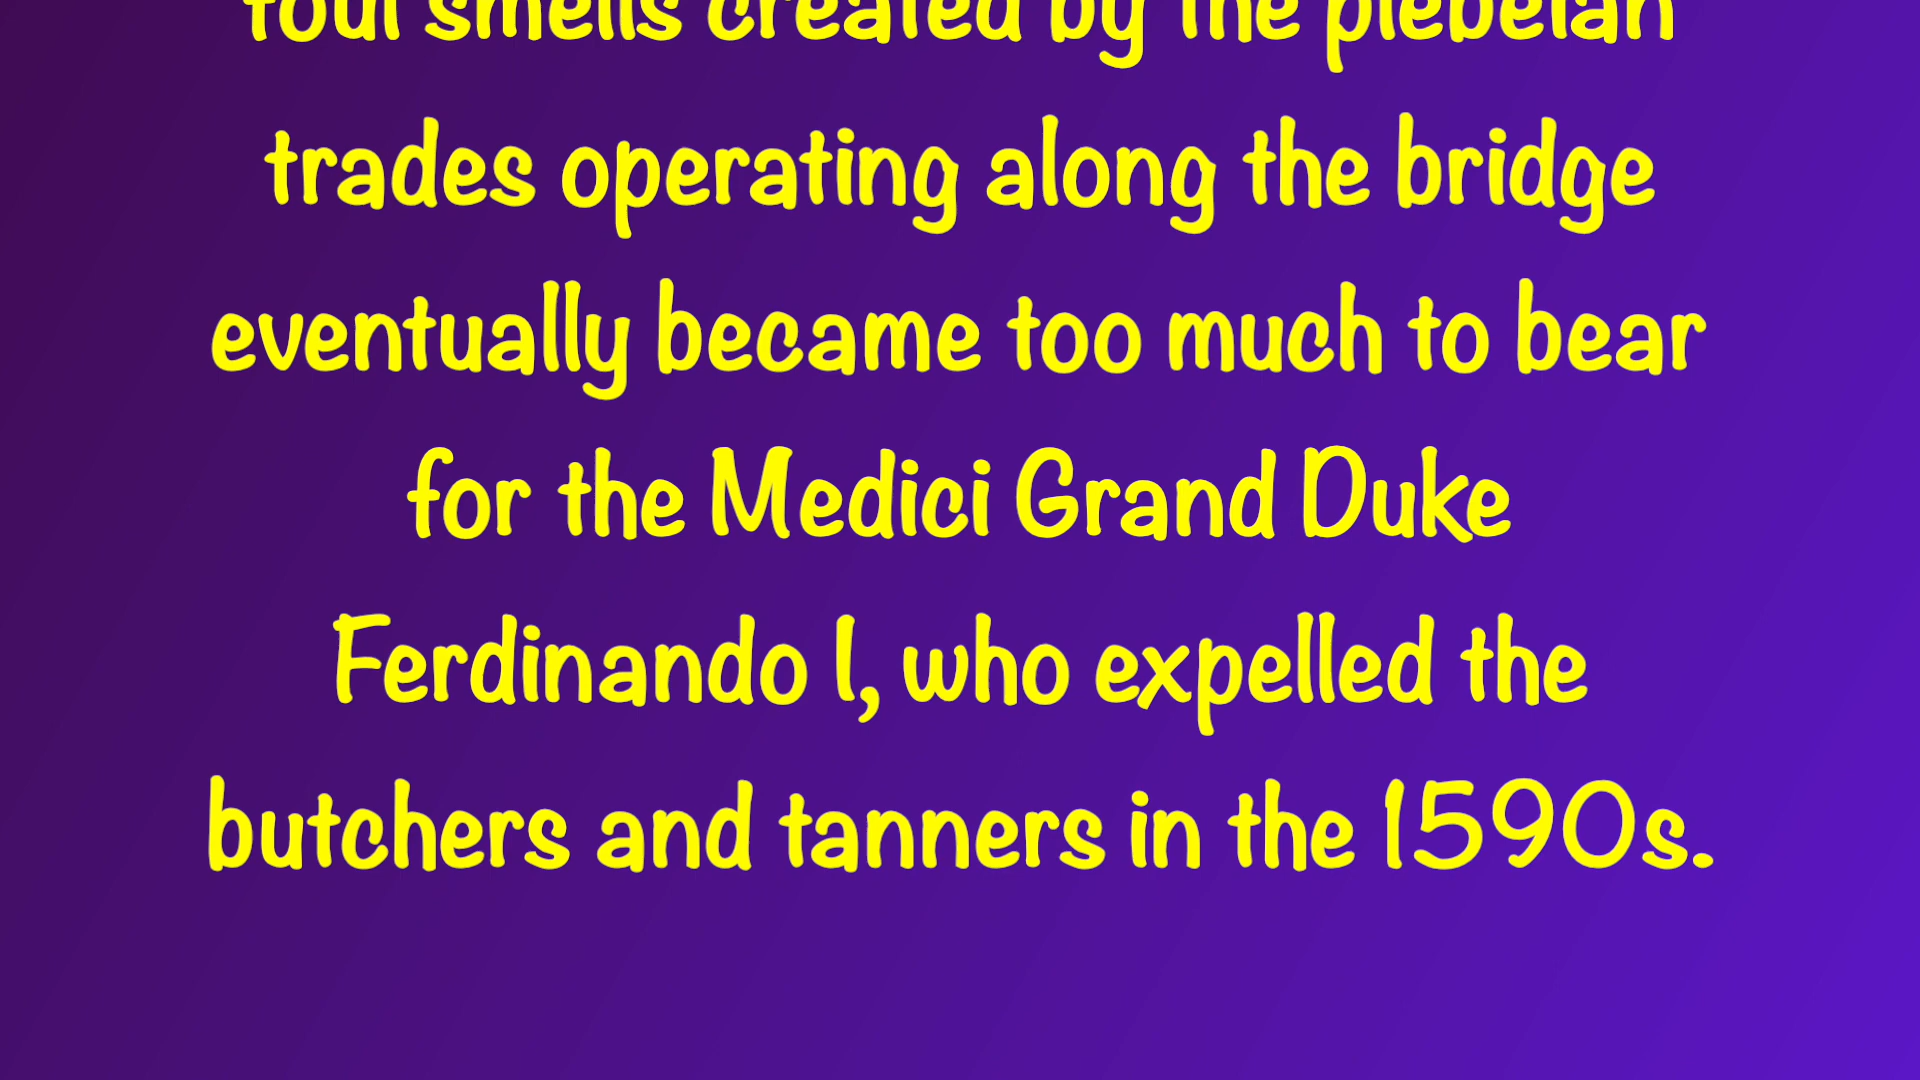 foul smells created by the plebeian
trades operating along the bridge
eventually became too much to bear
for the Medici Grand Duke
Ferdinando I, who expelled the
butchers and tanners in the 1590s.